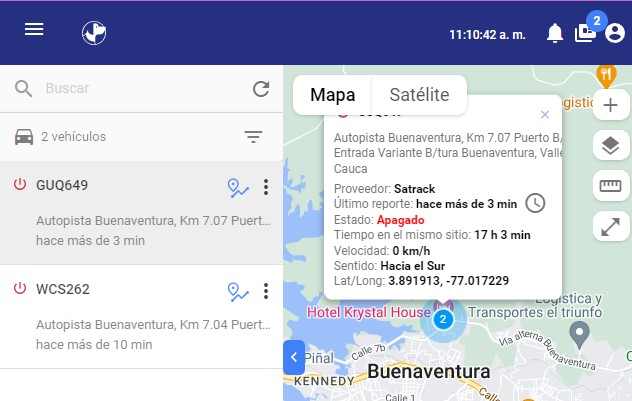 2
11:10:42 a. m.
Buscar
2 vehículos
GUQ649
Autopista Buenaventura, Km 7.07 Puert...
hace más de 3 min
WCS262
Autopista Buenaventura, Km 7.04 Puert...
hace más de 10 min
Mapa
Satélite
Autopista Buenaventura, Km 7.07 Puerto B/
Entrada Variante B/tura Buenaventura, Valle
Cauca
Proveedor: Satrack
Último reporte: hace más de 3 min
Estado: Apagado
Tiempo en el mismo sitio: 17 h 3 min
Velocidad: 0 km/h
Sentido: Hacia el Sur
Lat/Long: 3.891913, -77.017229
Hotel Krystal House
2
Logística y
Transportes el triunfo
Piñal
Calle 7b
Vía alterna Buenaventura
Buenaventura
KENNEDY
Calle 1